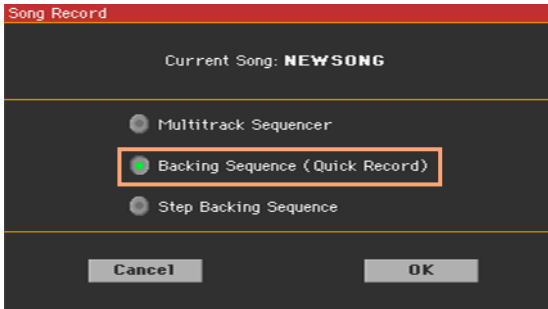 Song Record
Current Song: NEWSONG
Multitrack Sequencer
Backing Sequence (Quick Record)
Step Backing Sequence
Cancel OK